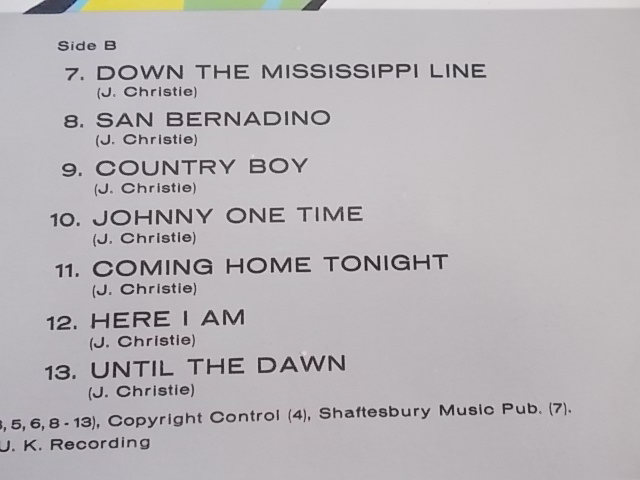 Side B
7. DOWN THE MISSISSIPPI LINE
(J. Christie)
8. SAN BERNADINO
(J. Christie)
9. COUNTRY BOY
(J. Christie)
10. JOHNNY ONE TIME
(J. Christie)
11. COMING HOME TONIGHT
(J. Christie)
12. HERE I AM
(J. Christie)
13. UNTIL THE DAWN
(J. Christie)
, 5, 6, 8 - 13), Copyright Control (4), Shaftesbury Music Pub. (7).
U. K. Recording